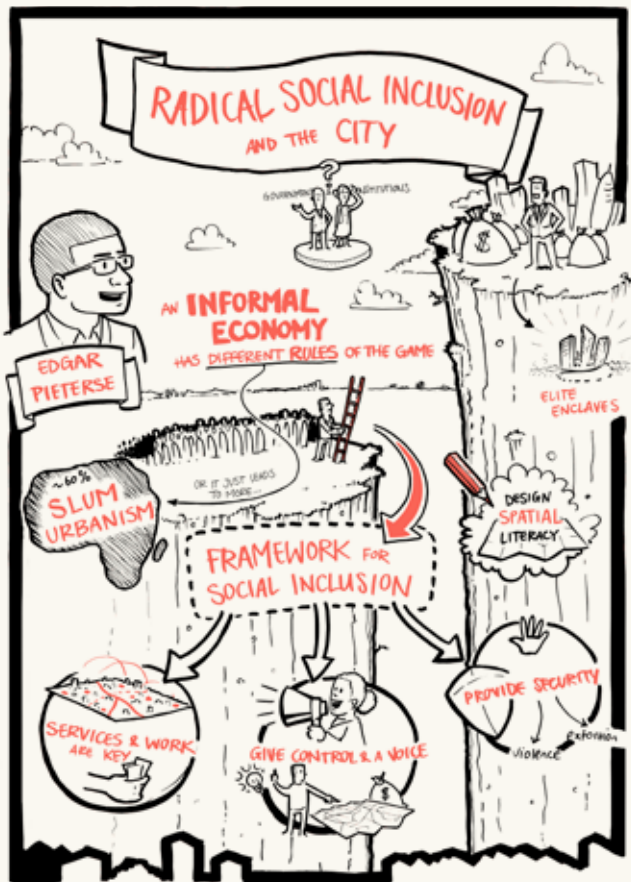 RADICAL SOCIAL INCLUSION
AND THE CITY
?
GOVERNMENT
INSTITUTIONS
$
EDGAR
PIETERSE
AN INFORMAL
ECONOMY
HAS DIFFERENT RULES OF THE GAME
ELITE
ENCLAVES
~60%
SLUM
URBANISM
OR IT JUST LEADS
TO MORE...
DESIGN
SPATIAL
LITERACY
FRAMEWORK FOR
SOCIAL INCLUSION
SERVICES & WORK
ARE KEY
GIVE CONTROL & A VOICE
$
PROVIDE SECURITY
violence
extortion